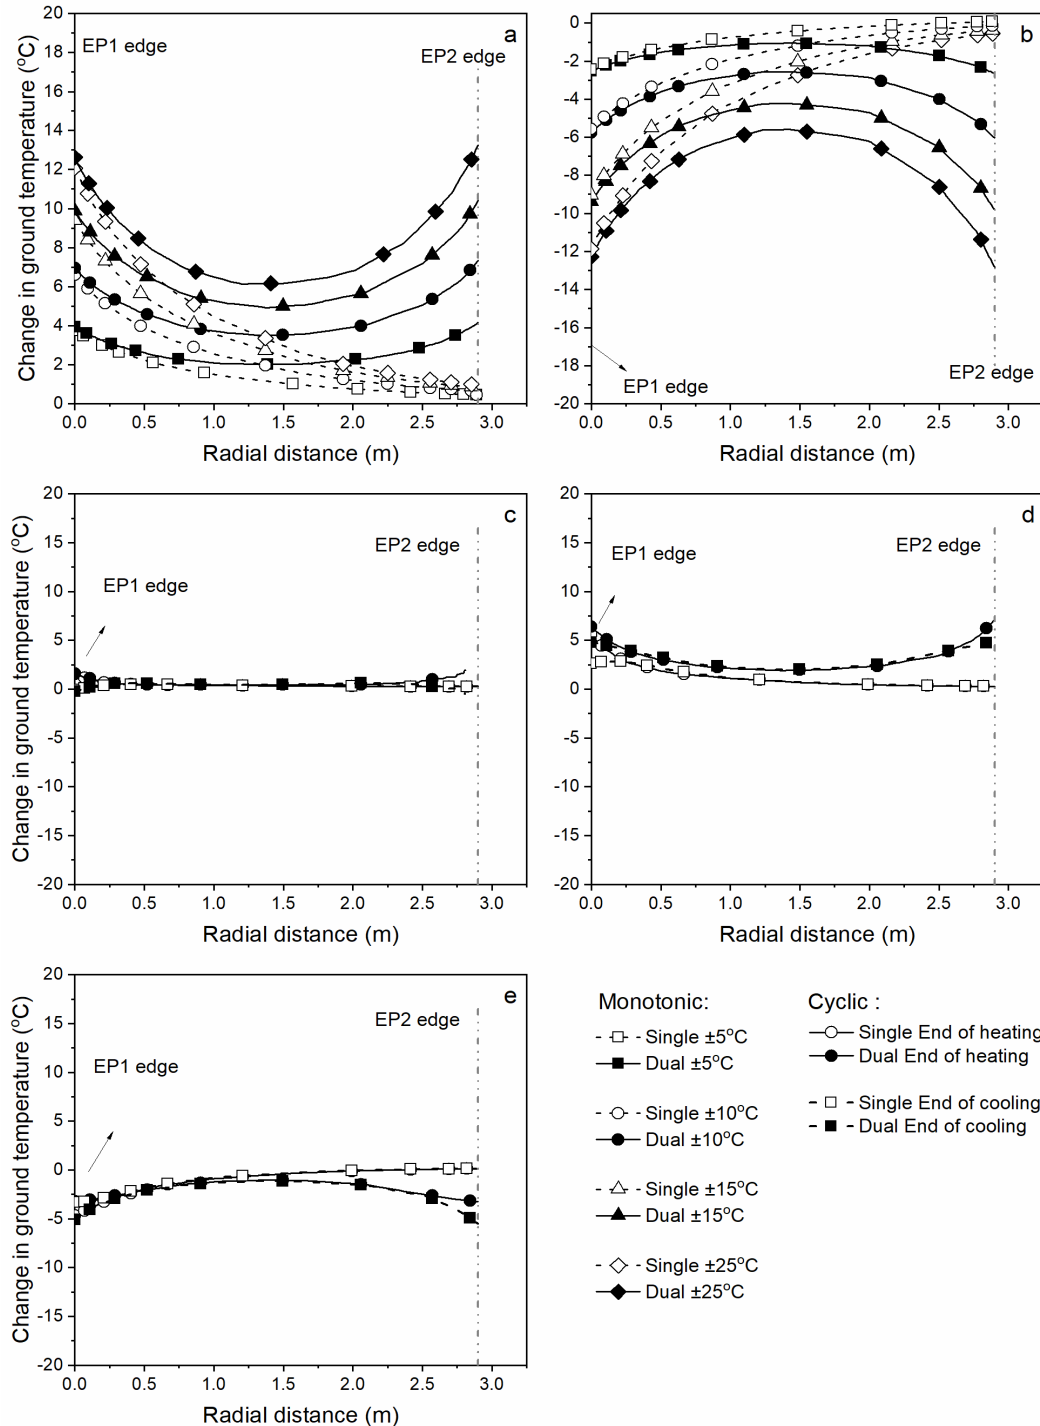 a
EP1 edge
EP2 edge
Change in ground temperature (°C)
20
18
16
14
12
10
8
6
4
2
0
0.0 0.5 1.0 1.5 2.0 2.5 3.0
Radial distance (m)
b
0
-2
-4
-6
-8
-10
-12
-14
-16
-18
-20
EP1 edge
EP2 edge
0.0 0.5 1.0 1.5 2.0 2.5 3.0
Radial distance (m)
c
EP2 edge
EP1 edge
Change in ground temperature (°C)
20
15
10
5
0
-5
-10
-15
-20
0.0 0.5 1.0 1.5 2.0 2.5 3.0
Radial distance (m)
d
EP1 edge
EP2 edge
20
15
10
5
0
-5
-10
-15
-20
0.0 0.5 1.0 1.5 2.0 2.5 3.0
Radial distance (m)
e
EP2 edge
EP1 edge
Change in ground temperature (°C)
20
15
10
5
0
-5
-10
-15
-20
0.0 0.5 1.0 1.5 2.0 2.5 3.0
Radial distance (m)
Monotonic:
Single ±5°C
Dual ±5°C
Single ±10°C
Dual ±10°C
Single ±15°C
Dual ±15°C
Single ±25°C
Dual ±25°C
Cyclic :
Single End of heating
Dual End of heating
Single End of cooling
Dual End of cooling